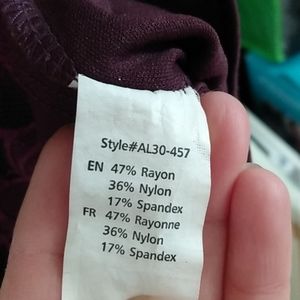 Style#AL30-457
EN 47% Rayon
36% Nylon
17% Spandex
FR 47% Rayonne
36% Nylon
17% Spandex